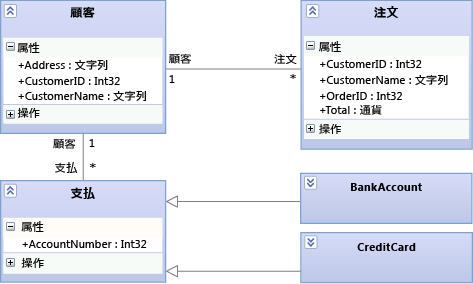 顧客
属性
+Address : 文字列
+CustomerID : Int32
+CustomerName : 文字列
操作
顧客
注文
1
*
注文
属性
+CustomerID : Int32
+CustomerName : 文字列
+OrderID : Int32
+Total : 通貨
操作
顧客
1
支払
*
支払
属性
+AccountNumber : Int32
操作
BankAccount
CreditCard